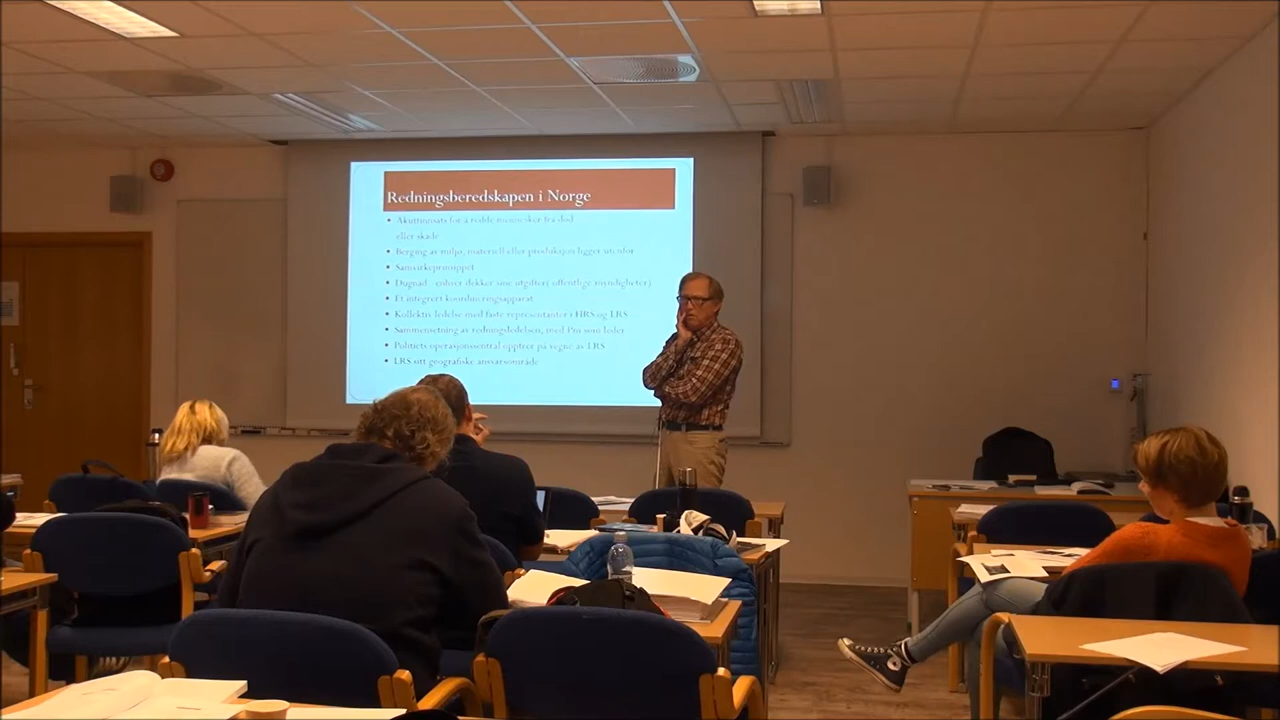 Redningsberedskapen i Norge
• Akuttinnsats for å redde mennesker fra død
eller skade
• Berging av miljø, materiell eller produksjon ligger utenfor
• Samvirkeprinsippet
• Dugnad - enhver dekker sine utgifter( offentlige myndigheter)
• Et integrert koordineringsapparat
• Kollektiv ledelse med faste representanter i HRS og LRS
• Sammensetning av redningsledelsen, med Pm som leder
• Politiets operasjonssentral opptrer på vegne av LRS
• LRS sitt geografiske ansvarsområde